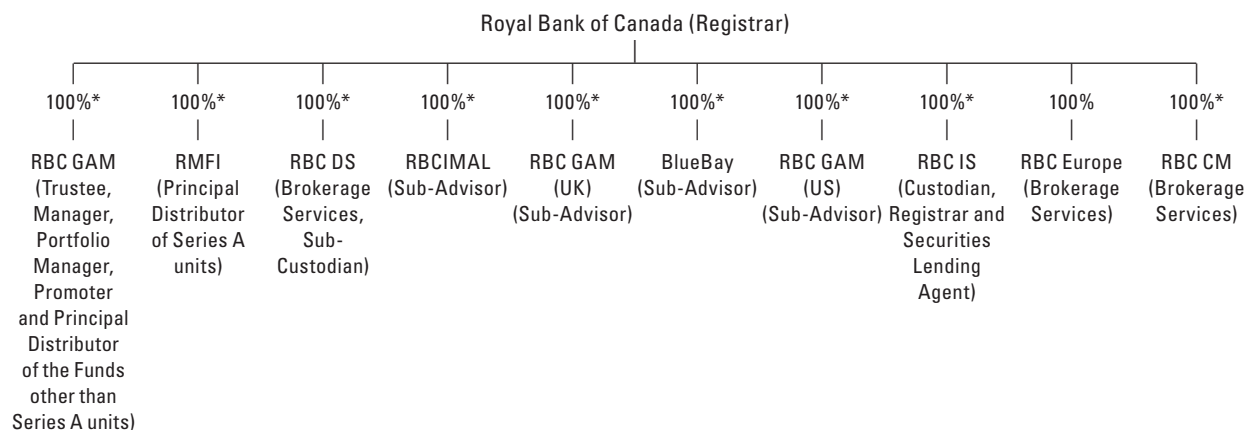 Royal Bank of Canada (Registrar)
100%* 100%* 100%* 100%* 100%* 100%* 100%* 100%* 100% 100%*
RBC GAM
(Trustee,
Manager,
Portfolio
Manager,
Promoter
and Principal
Distributor
of the Funds
other than
Series A units)
RMFI
(Principal
Distributor
of Series A
units)
RBC DS
(Brokerage
Services,
Sub-
Custodian)
RBCIMAL
(Sub-Advisor)
RBC GAM
(UK)
(Sub-Advisor)
BlueBay
(Sub-Advisor)
RBC GAM
(US)
(Sub-Advisor)
RBC IS
(Custodian,
Registrar and
Securities
Lending
Agent)
RBC Europe
(Brokerage
Services)
RBC CM
(Brokerage
Services)